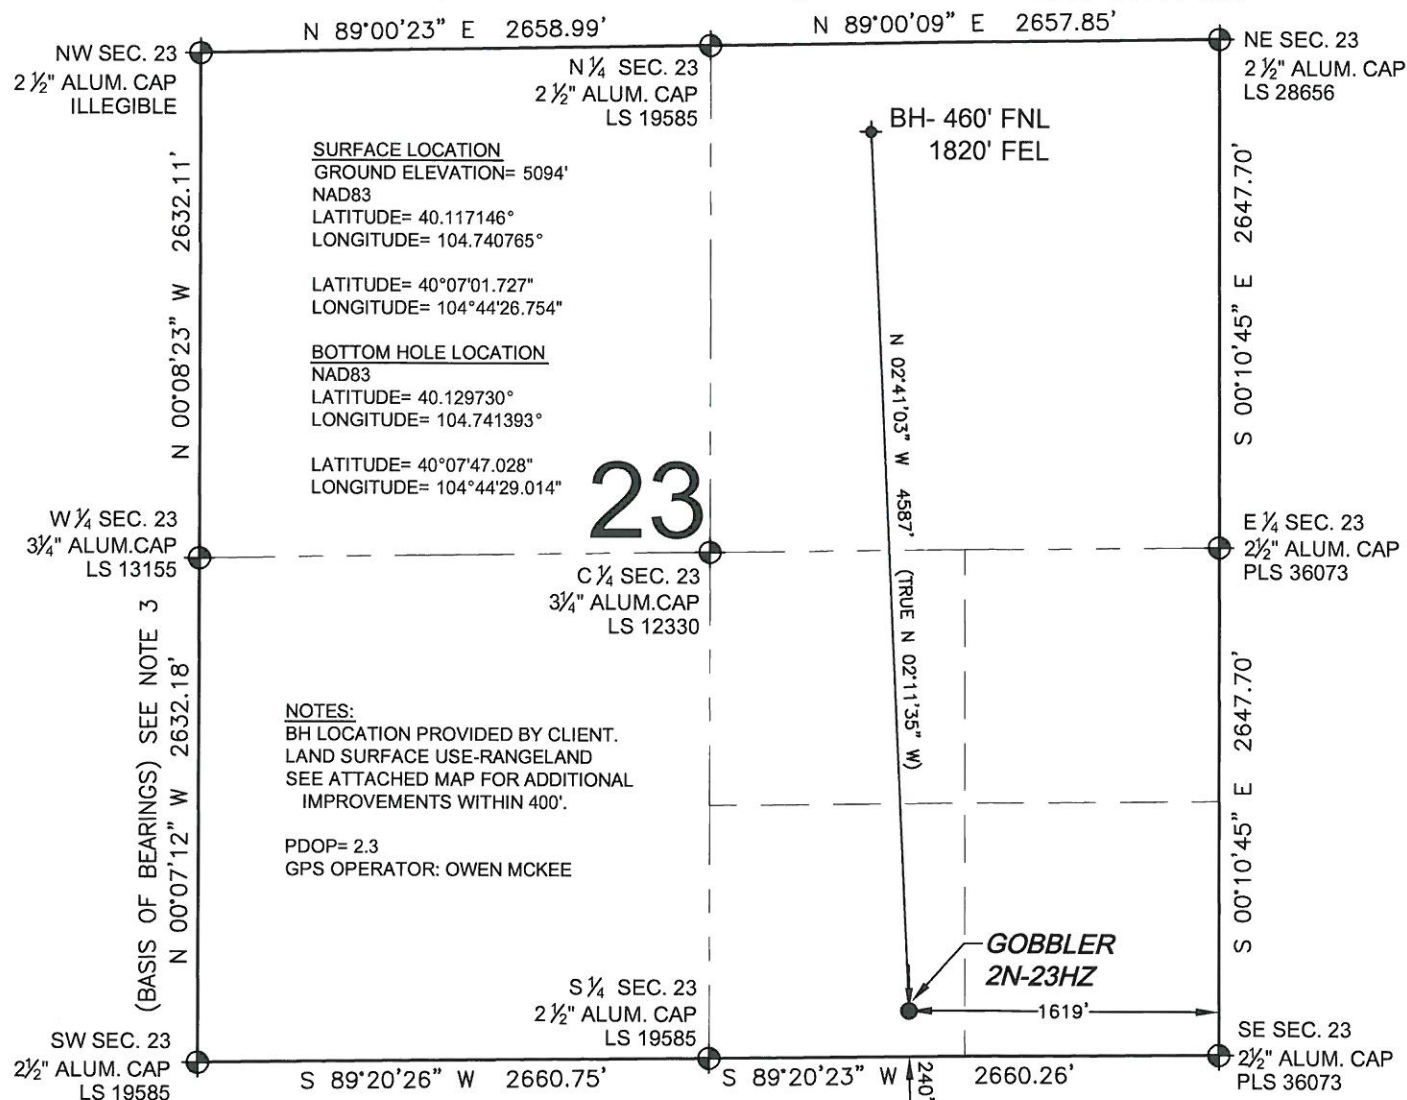 N 89°00'23" E 2658.99'
N 89°00'09" E 2657.85'
NW SEC. 23
2 ½" ALUM. CAP
ILLEGIBLE
N ¼ SEC. 23
2 ½" ALUM. CAP
LS 19585
NE SEC. 23
2 ½" ALUM. CAP
LS 28656
BH- 460' FNL
1820' FEL
SURFACE LOCATION
GROUND ELEVATION= 5094'
NAD83
LATITUDE= 40.117146°
LONGITUDE= 104.740765°
LATITUDE= 40°07'01.727"
LONGITUDE= 104°44'26.754"
BOTTOM HOLE LOCATION
NAD83
LATITUDE= 40.129730°
LONGITUDE= 104.741393°
LATITUDE= 40°07'47.028"
LONGITUDE= 104°44'29.014"
N 00°08'23" W 2632.11'
S 00°10'45" E 2647.70'
N 02°41'03" W 4587' (TRUE N 02°11'35" W)
23
W ¼ SEC. 23
3¼" ALUM.CAP
LS 13155
C ¼ SEC. 23
3¼" ALUM.CAP
LS 12330
E ¼ SEC. 23
2½" ALUM. CAP
PLS 36073
(BASIS OF BEARINGS) SEE NOTE 3
N 00°07'12" W 2632.18'
S 00°10'45" E 2647.70'
NOTES:
BH LOCATION PROVIDED BY CLIENT.
LAND SURFACE USE-RANGELAND
SEE ATTACHED MAP FOR ADDITIONAL
IMPROVEMENTS WITHIN 400'.
PDOP= 2.3
GPS OPERATOR: OWEN MCKEE
GOBBLER
2N-23HZ
1619'
S ¼ SEC. 23
2 ½" ALUM. CAP
LS 19585
SW SEC. 23
2½" ALUM. CAP
LS 19585
SE SEC. 23
2½" ALUM. CAP
PLS 36073
S 89°20'26" W 2660.75'
S 89°20'23" W 2660.26'
240'